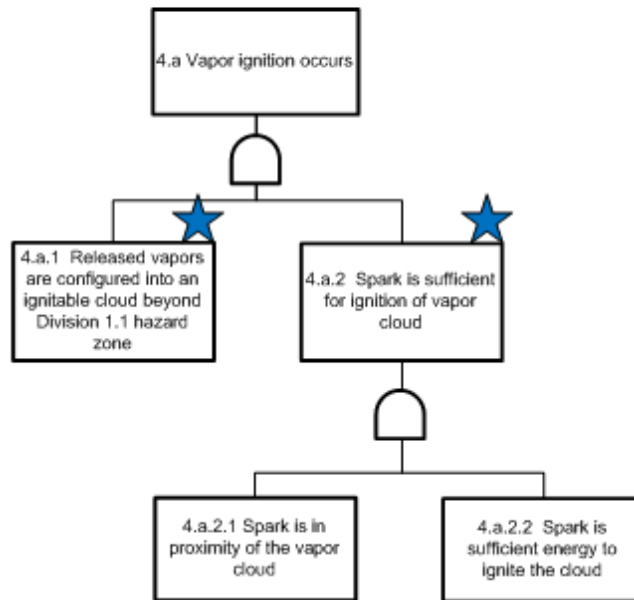 4.a Vapor ignition occurs
4.a.1 Released vapors
are configured into an
ignitable cloud beyond
Division 1.1 hazard
zone
4.a.2 Spark is sufficient
for ignition of vapor
cloud
4.a.2.1 Spark is in
proximity of the vapor
cloud
4.a.2.2 Spark is
sufficient energy to
ignite the cloud